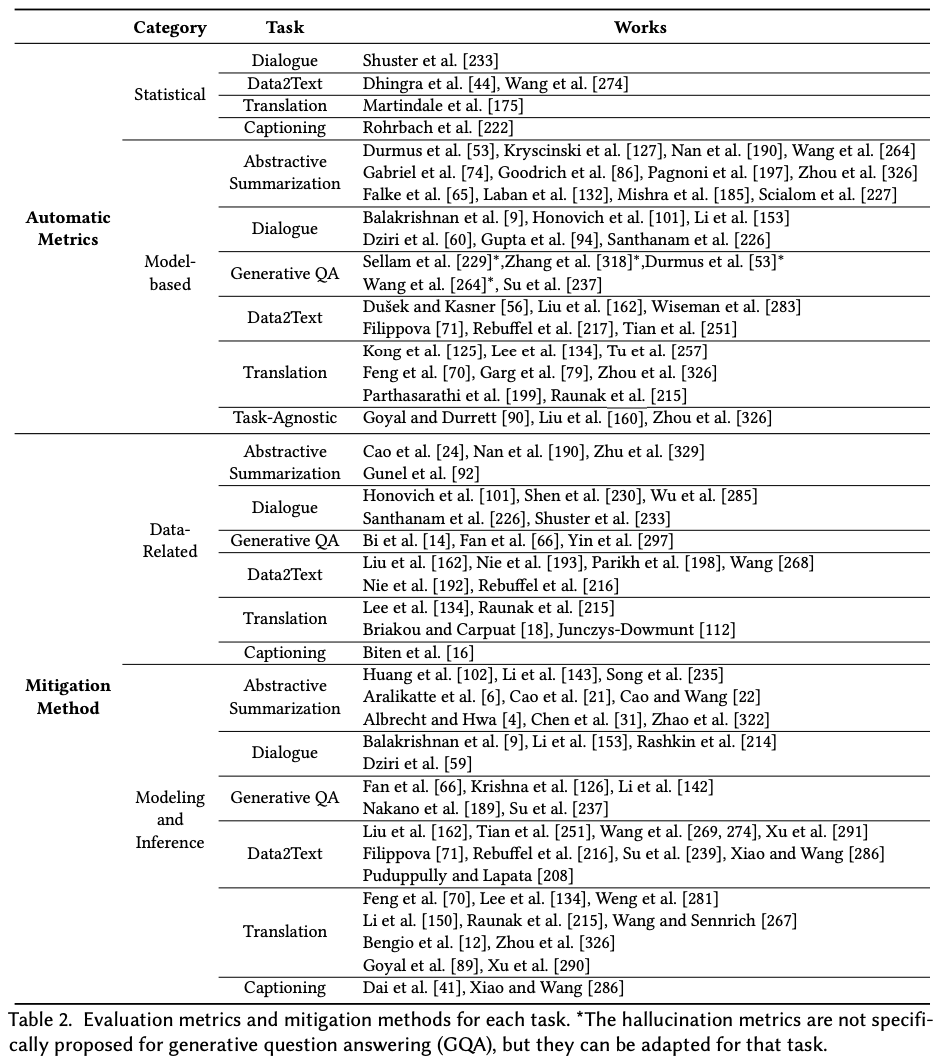 Category Task Works
Dialogue Shuster et al. [233]
Data2Text Dhingra et al. [44], Wang et al. [274]
Statistical
Translation Martindale et al. [175]
Captioning Rohrbach et al. [222]
Durmus et al. [53], Kryscinski et al. [127], Nan et al. [190], Wang et al. [264]
Abstractive
Summarization
Gabriel et al. [74], Goodrich et al. [86], Pagnoni et al. [197], Zhou et al. [326]
Falke et al. [65], Laban et al. [132], Mishra et al. [185], Scialom et al. [227]
Automatic
Metrics
Dialogue
Balakrishnan et al. [9], Honovich et al. [101], Li et al. [153]
Dziri et al. [60], Gupta et al. [94], Santhanam et al. [226]
Model-
based
Generative QA
Sellam et al. [229]*,Zhang et al. [318]*,Durmus et al. [53]*
Wang et al. [264]*, Su et al. [237]
Data2Text
Dušek and Kasner [56], Liu et al. [162], Wiseman et al. [283]
Filippova [71], Rebuffel et al. [217], Tian et al. [251]
Translation
Kong et al. [125], Lee et al. [134], Tu et al. [257]
Feng et al. [70], Garg et al. [79], Zhou et al. [326]
Parthasarathi et al. [199], Raunak et al. [215]
Task-Agnostic Goyal and Durrett [90], Liu et al. [160], Zhou et al. [326]
Abstractive
Summarization
Cao et al. [24], Nan et al. [190], Zhu et al. [329]
Gunel et al. [92]
Dialogue
Honovich et al. [101], Shen et al. [230], Wu et al. [285]
Santhanam et al. [226], Shuster et al. [233]
Data-
Related
Generative QA Bi et al. [14], Fan et al. [66], Yin et al. [297]
Data2Text
Liu et al. [162], Nie et al. [193], Parikh et al. [198], Wang [268]
Nie et al. [192], Rebuffel et al. [216]
Translation
Lee et al. [134], Raunak et al. [215]
Briakou and Carpuat [18], Junczys-Dowmunt [112]
Captioning Biten et al. [16]
Mitigation
Method
Abstractive
Summarization
Huang et al. [102], Li et al. [143], Song et al. [235]
Aralikatte et al. [6], Cao et al. [21], Cao and Wang [22]
Albrecht and Hwa [4], Chen et al. [31], Zhao et al. [322]
Dialogue
Balakrishnan et al. [9], Li et al. [153], Rashkin et al. [214]
Dziri et al. [59]
Modeling
and
Inference
Generative QA
Fan et al. [66], Krishna et al. [126], Li et al. [142]
Nakano et al. [189], Su et al. [237]
Data2Text
Liu et al. [162], Tian et al. [251], Wang et al. [269, 274], Xu et al. [291]
Filippova [71], Rebuffel et al. [216], Su et al. [239], Xiao and Wang [286]
Puduppully and Lapata [208]
Translation
Feng et al. [70], Lee et al. [134], Weng et al. [281]
Li et al. [150], Raunak et al. [215], Wang and Sennrich [267]
Bengio et al. [12], Zhou et al. [326]
Goyal et al. [89], Xu et al. [290]
Captioning Dai et al. [41], Xiao and Wang [286]
Table 2. Evaluation metrics and mitigation methods for each task. *The hallucination metrics are not specifi-
cally proposed for generative question answering (GQA), but they can be adapted for that task.